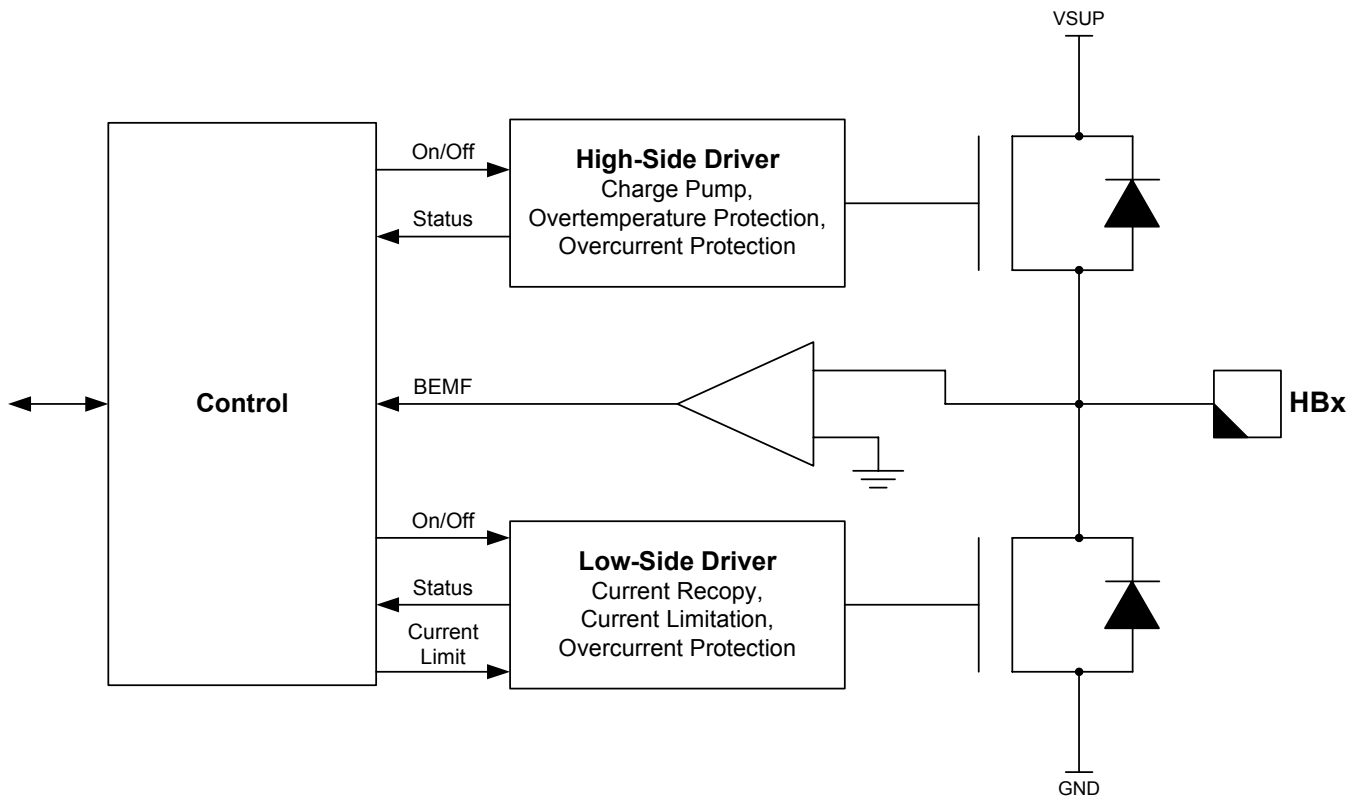 VSUP
On/Off
High-Side Driver
Charge Pump,
Overtemperature Protection,
Overcurrent Protection
Status
Control
BEMF
HBx
On/Off
Low-Side Driver
Current Recopy,
Current Limitation,
Overcurrent Protection
Status
Current
Limit
GND